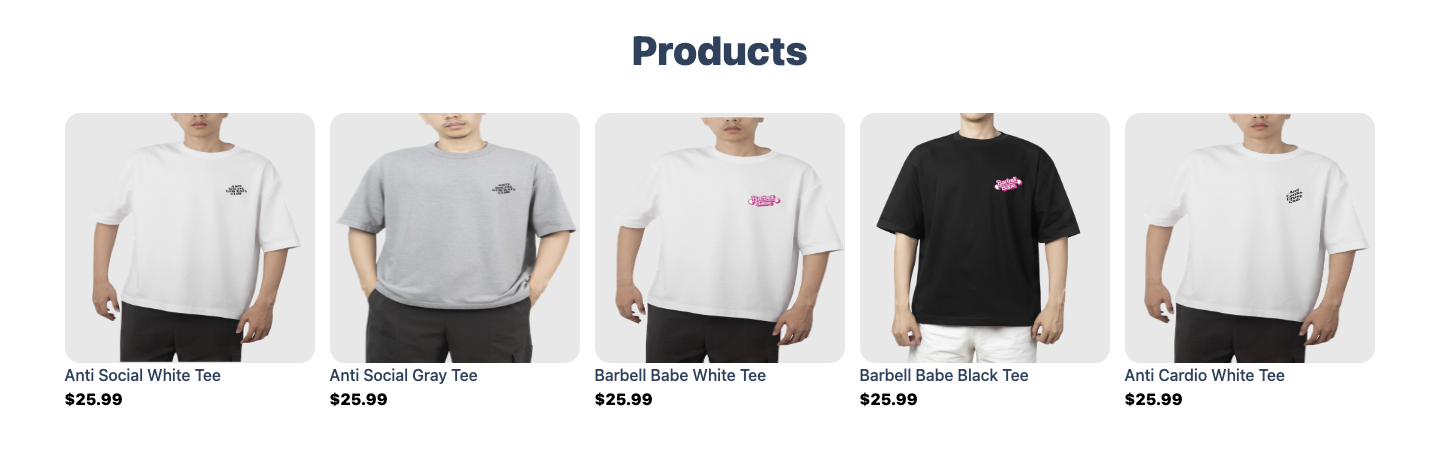 Products
Anti Social White Tee
Anti Social Gray Tee
Barbell Babe White Tee
Barbell Babe Black Tee
Anti Cardio White Tee
$25.99
$25.99
$25.99
$25.99
$25.99